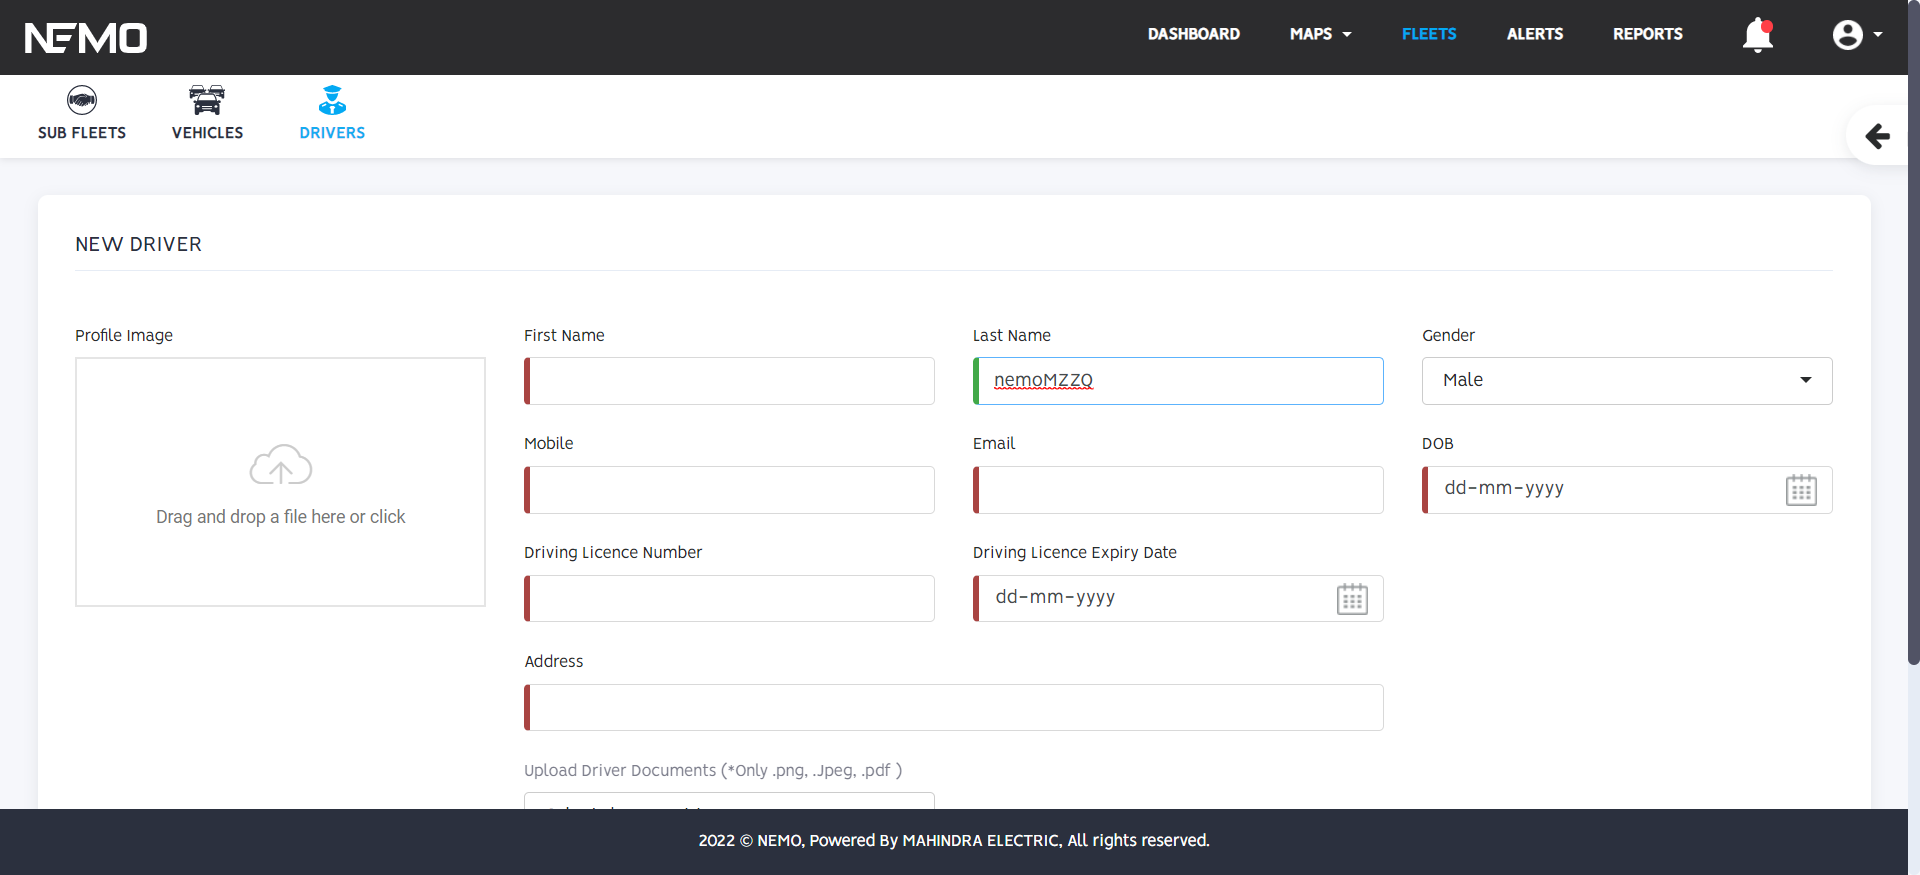 NEMO
DASHBOARD MAPS FLEETS ALERTS REPORTS
SUB FLEETS VEHICLES DRIVERS
NEW DRIVER
Profile Image
Drag and drop a file here or click
First Name
Last Name
nemoMZZQ
Gender
Male
Mobile
Email
DOB
dd-mm-yyyy
Driving Licence Number
Driving Licence Expiry Date
dd-mm-yyyy
Address
Upload Driver Documents (*Only .png, .Jpeg, .pdf )
2022 © NEMO, Powered By MAHINDRA ELECTRIC, All rights reserved.